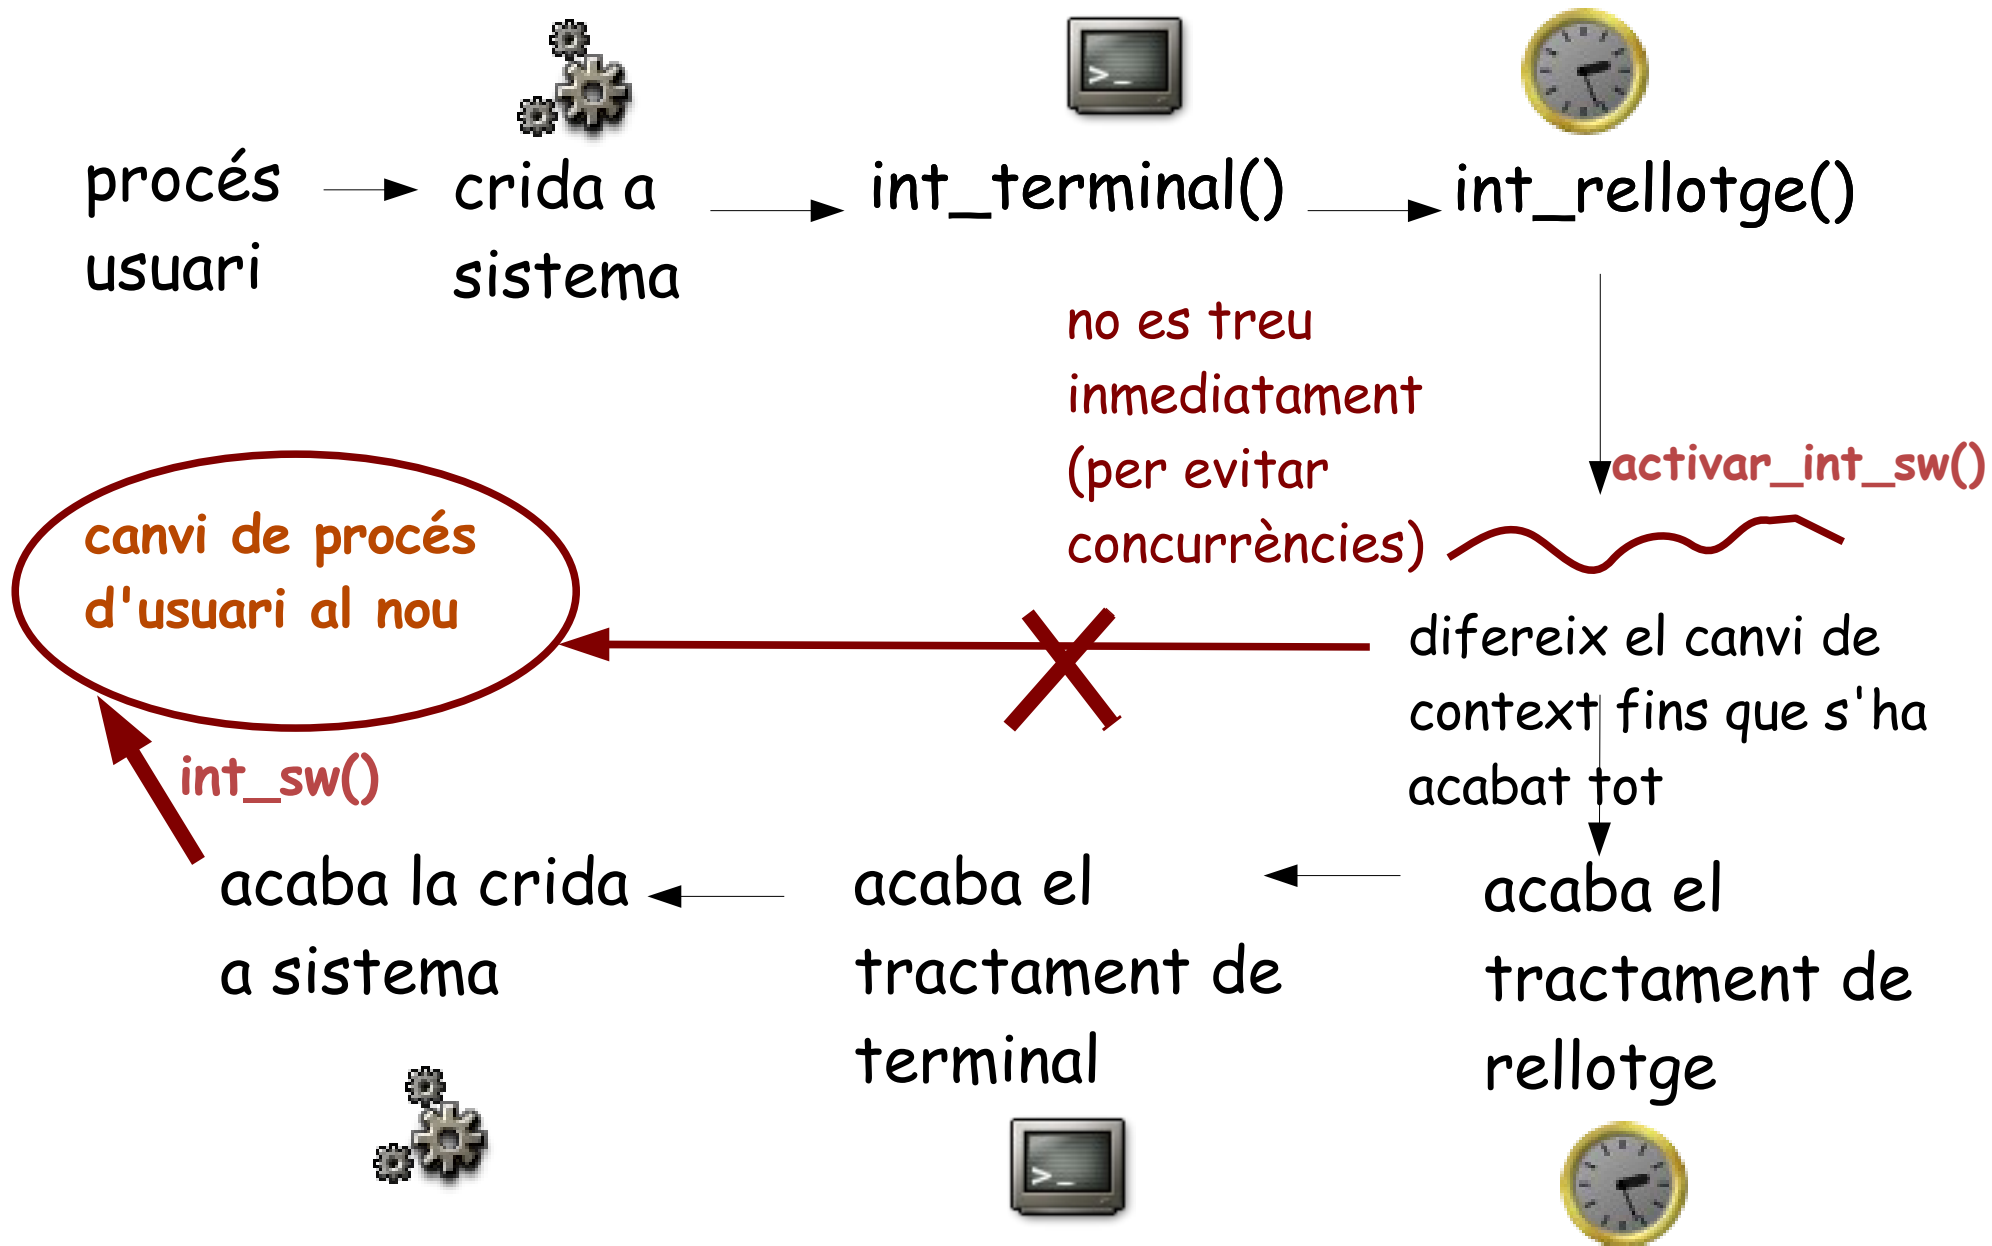 procés
usuari
crida a
sistema
int_terminal()
int_rellotge()
no es treu
inmediatament
(per evitar
concurrències)
activar_int_sw()
canvi de procés
d'usuari al nou
difereix el canvi de
context fins que s'ha
acabat tot
int_sw()
acaba la crida
a sistema
acaba el
tractament de
terminal
acaba el
tractament de
rellotge